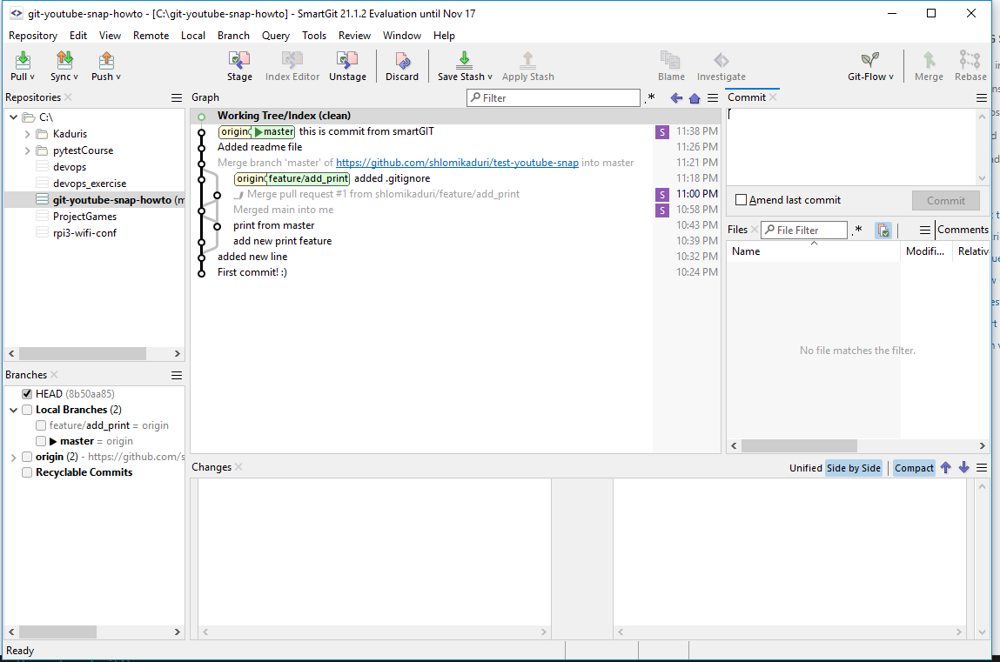 git-youtube-snap-howto - [C:\git-youtube-snap-howto] - SmartGit 21.1.2 Evaluation until Nov 17
Repository Edit View Remote Local Branch Query Tools Review Window Help
Pull Sync Push Stage Index Editor Unstage Discard Save Stash Apply Stash Blame Investigate Git-Flow Merge Rebase
Repositories
C:\
Kaduris
pytestCourse
devops
devops_exercise
git-youtube-snap-howto (m
ProjectGames
rpi3-wifi-conf
Branches
HEAD (8b50aa85)
Local Branches (2)
feature/add_print = origin
master = origin
origin (2) - https://github.com/s
Recyclable Commits
Graph Filter .*
Working Tree/Index (clean)
origin master this is commit from smartGIT S 11:38 PM
Added readme file 11:26 PM
Merge branch 'master' of https://github.com/shlomikaduri/test-youtube-snap into master 11:21 PM
origin feature/add_print added .gitignore 11:18 PM
Merge pull request #1 from shlomikaduri/feature/add_print S 11:00 PM
Merged main into me S 10:58 PM
print from master 10:43 PM
add new print feature 10:39 PM
added new line 10:32 PM
First commit! :) 10:24 PM
Commit
Amend last commit Commit
Files File Filter .* Comments
Name Modifi... Relativ
No file matches the filter.
Changes Unified Side by Side Compact
Ready